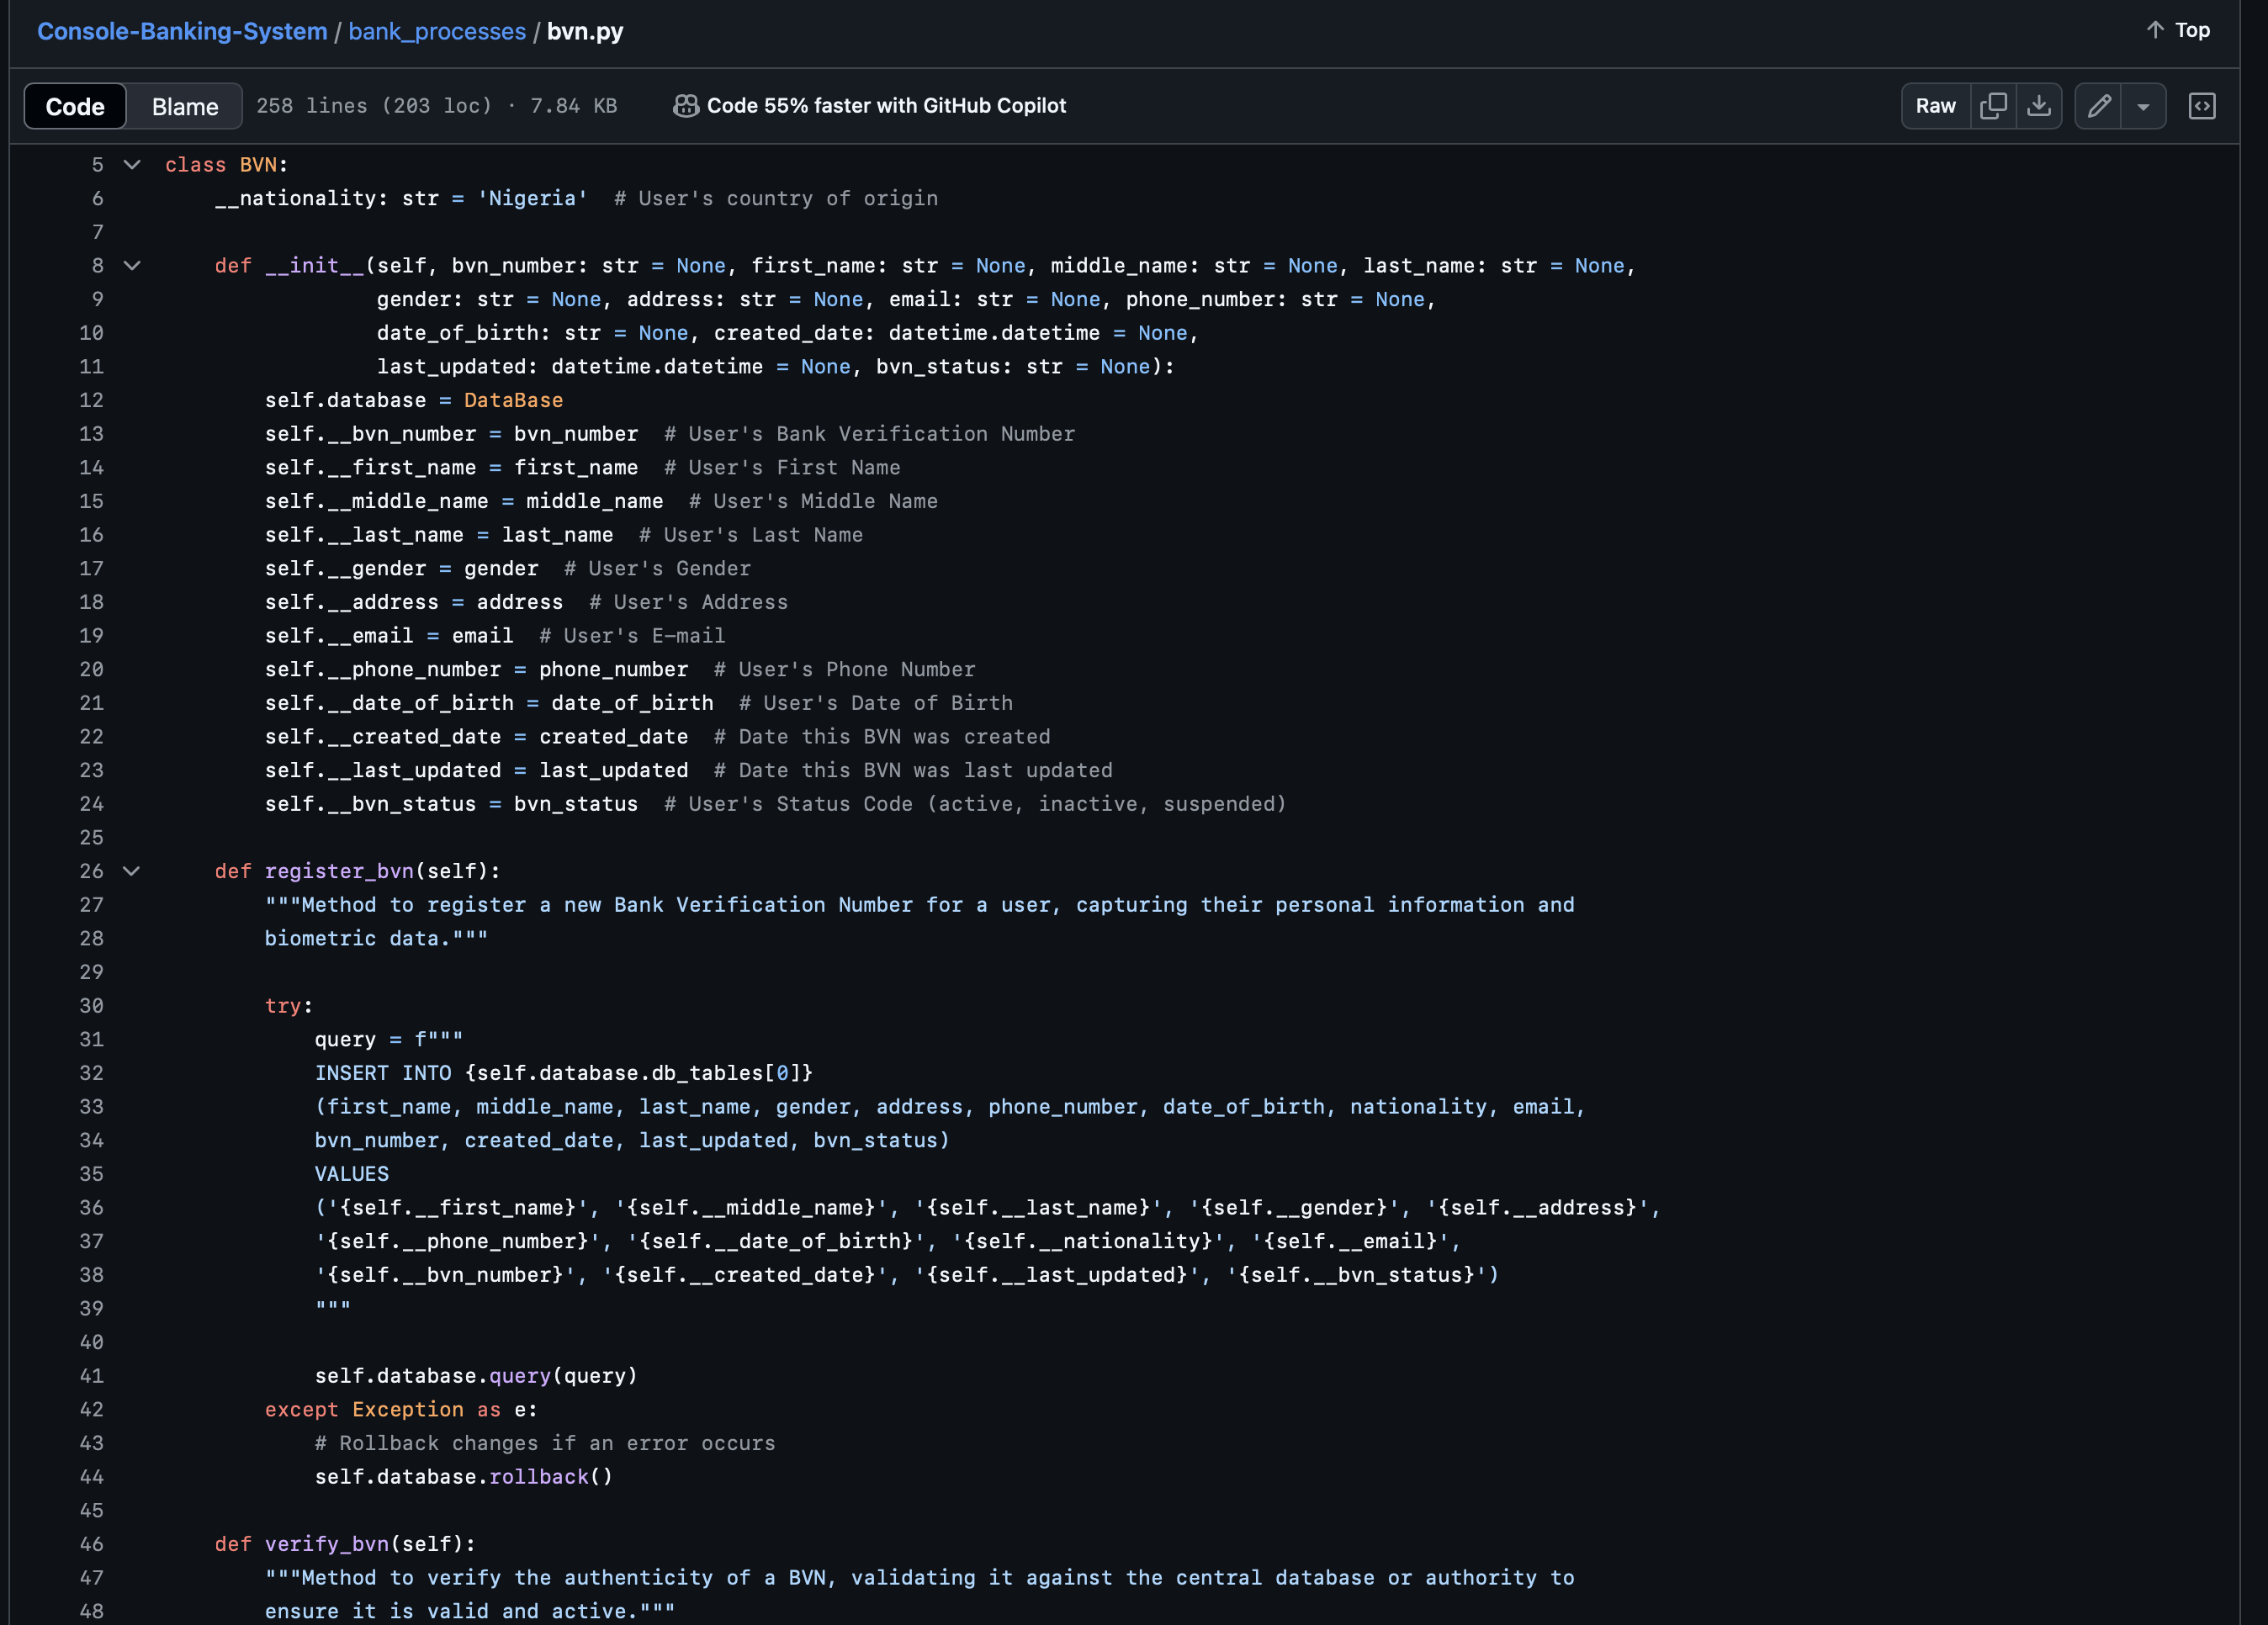 Console-Banking-System / bank_processes / bvn.py
Top
Code Blame 258 lines (203 loc) · 7.84 KB Code 55% faster with GitHub Copilot Raw
5 class BVN:
6     __nationality: str = 'Nigeria'  # User's country of origin
7
8     def __init__(self, bvn_number: str = None, first_name: str = None, middle_name: str = None, last_name: str = None,
9                  gender: str = None, address: str = None, email: str = None, phone_number: str = None,
10                  date_of_birth: str = None, created_date: datetime.datetime = None,
11                  last_updated: datetime.datetime = None, bvn_status: str = None):
12         self.database = DataBase
13         self.__bvn_number = bvn_number  # User's Bank Verification Number
14         self.__first_name = first_name  # User's First Name
15         self.__middle_name = middle_name  # User's Middle Name
16         self.__last_name = last_name  # User's Last Name
17         self.__gender = gender  # User's Gender
18         self.__address = address  # User's Address
19         self.__email = email  # User's E-mail
20         self.__phone_number = phone_number  # User's Phone Number
21         self.__date_of_birth = date_of_birth  # User's Date of Birth
22         self.__created_date = created_date  # Date this BVN was created
23         self.__last_updated = last_updated  # Date this BVN was last updated
24         self.__bvn_status = bvn_status  # User's Status Code (active, inactive, suspended)
25
26     def register_bvn(self):
27         """Method to register a new Bank Verification Number for a user, capturing their personal information and
28         biometric data."""
29
30         try:
31             query = f"""
32             INSERT INTO {self.database.db_tables[0]}
33             (first_name, middle_name, last_name, gender, address, phone_number, date_of_birth, nationality, email,
34             bvn_number, created_date, last_updated, bvn_status)
35             VALUES
36             ('{self.__first_name}', '{self.__middle_name}', '{self.__last_name}', '{self.__gender}', '{self.__address}',
37             '{self.__phone_number}', '{self.__date_of_birth}', '{self.__nationality}', '{self.__email}',
38             '{self.__bvn_number}', '{self.__created_date}', '{self.__last_updated}', '{self.__bvn_status}')
39             """
40
41             self.database.query(query)
42         except Exception as e:
43             # Rollback changes if an error occurs
44             self.database.rollback()
45
46     def verify_bvn(self):
47         """Method to verify the authenticity of a BVN, validating it against the central database or authority to
48         ensure it is valid and active."""